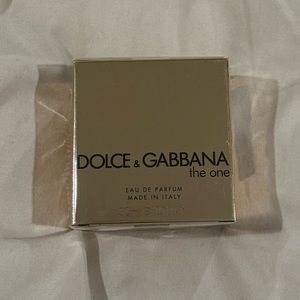 DOLCE & GABBANA
the one
EAU DE PARFUM
MADE IN ITALY